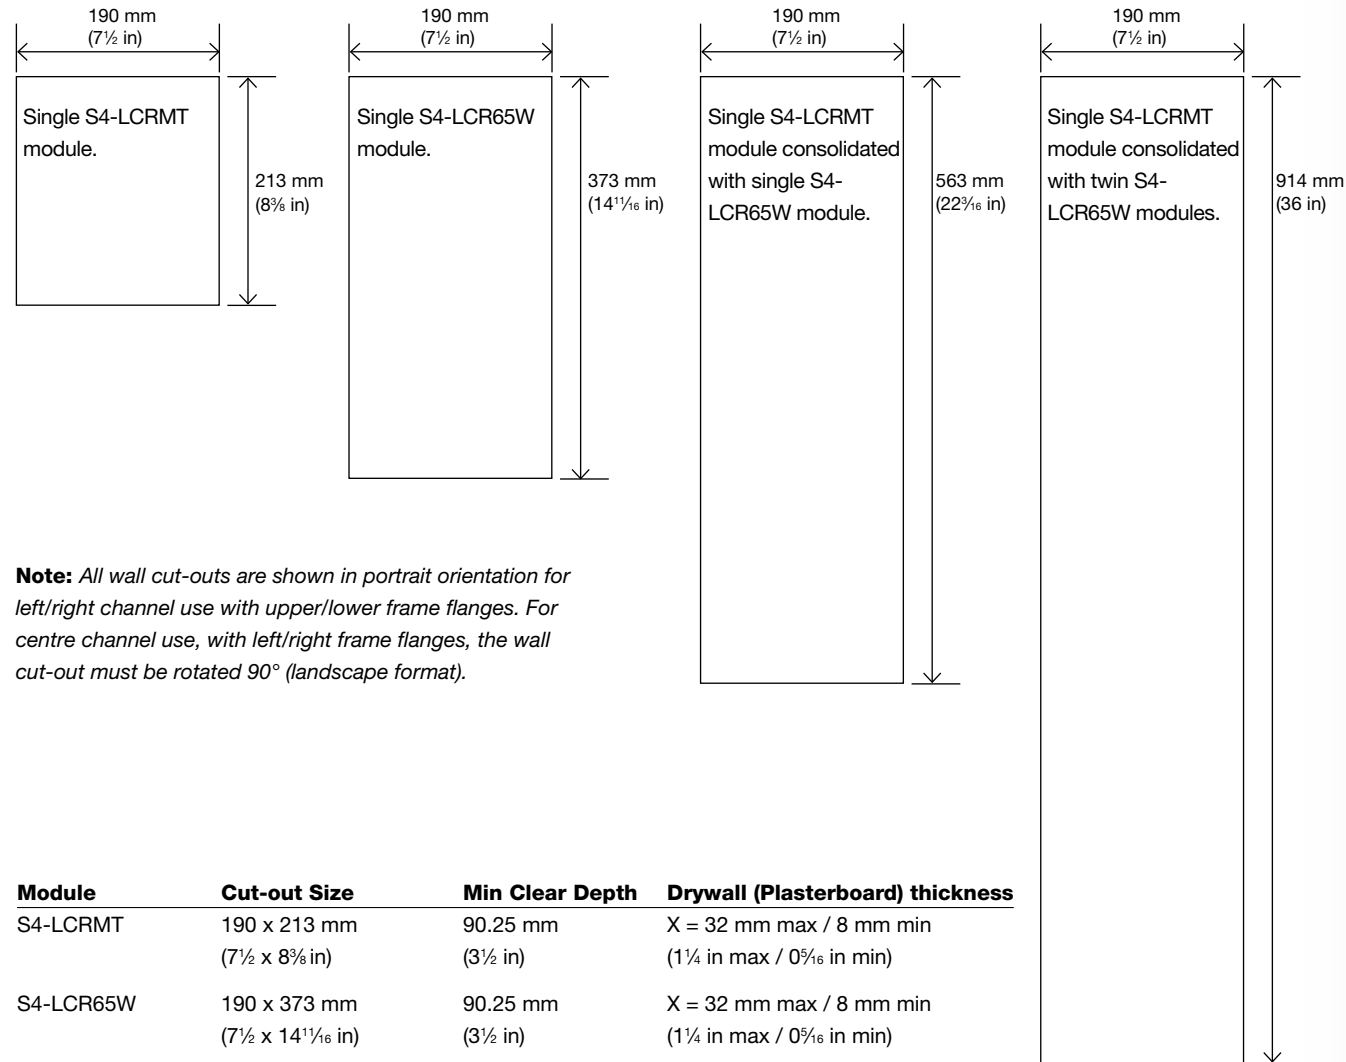 190 mm
(7½ in)
190 mm
(7½ in)
190 mm
(7½ in)
190 mm
(7½ in)
Single S4-LCRMT
module.
213 mm
(8⅜ in)
Single S4-LCR65W
module.
373 mm
(14¹¹⁄₁₆ in)
Single S4-LCRMT
module consolidated
with single S4-
LCR65W module.
563 mm
(22³⁄₁₆ in)
Single S4-LCRMT
module consolidated
with twin S4-
LCR65W modules.
914 mm
(36 in)
Note: All wall cut-outs are shown in portrait orientation for
left/right channel use with upper/lower frame flanges. For
centre channel use, with left/right frame flanges, the wall
cut-out must be rotated 90° (landscape format).
Module Cut-out Size Min Clear Depth Drywall (Plasterboard) thickness
S4-LCRMT 190 x 213 mm 90.25 mm X = 32 mm max / 8 mm min
(7½ x 8⅜ in) (3½ in) (1¼ in max / 0⁵⁄₁₆ in min)
S4-LCR65W 190 x 373 mm 90.25 mm X = 32 mm max / 8 mm min
(7½ x 14¹¹⁄₁₆ in) (3½ in) (1¼ in max / 0⁵⁄₁₆ in min)